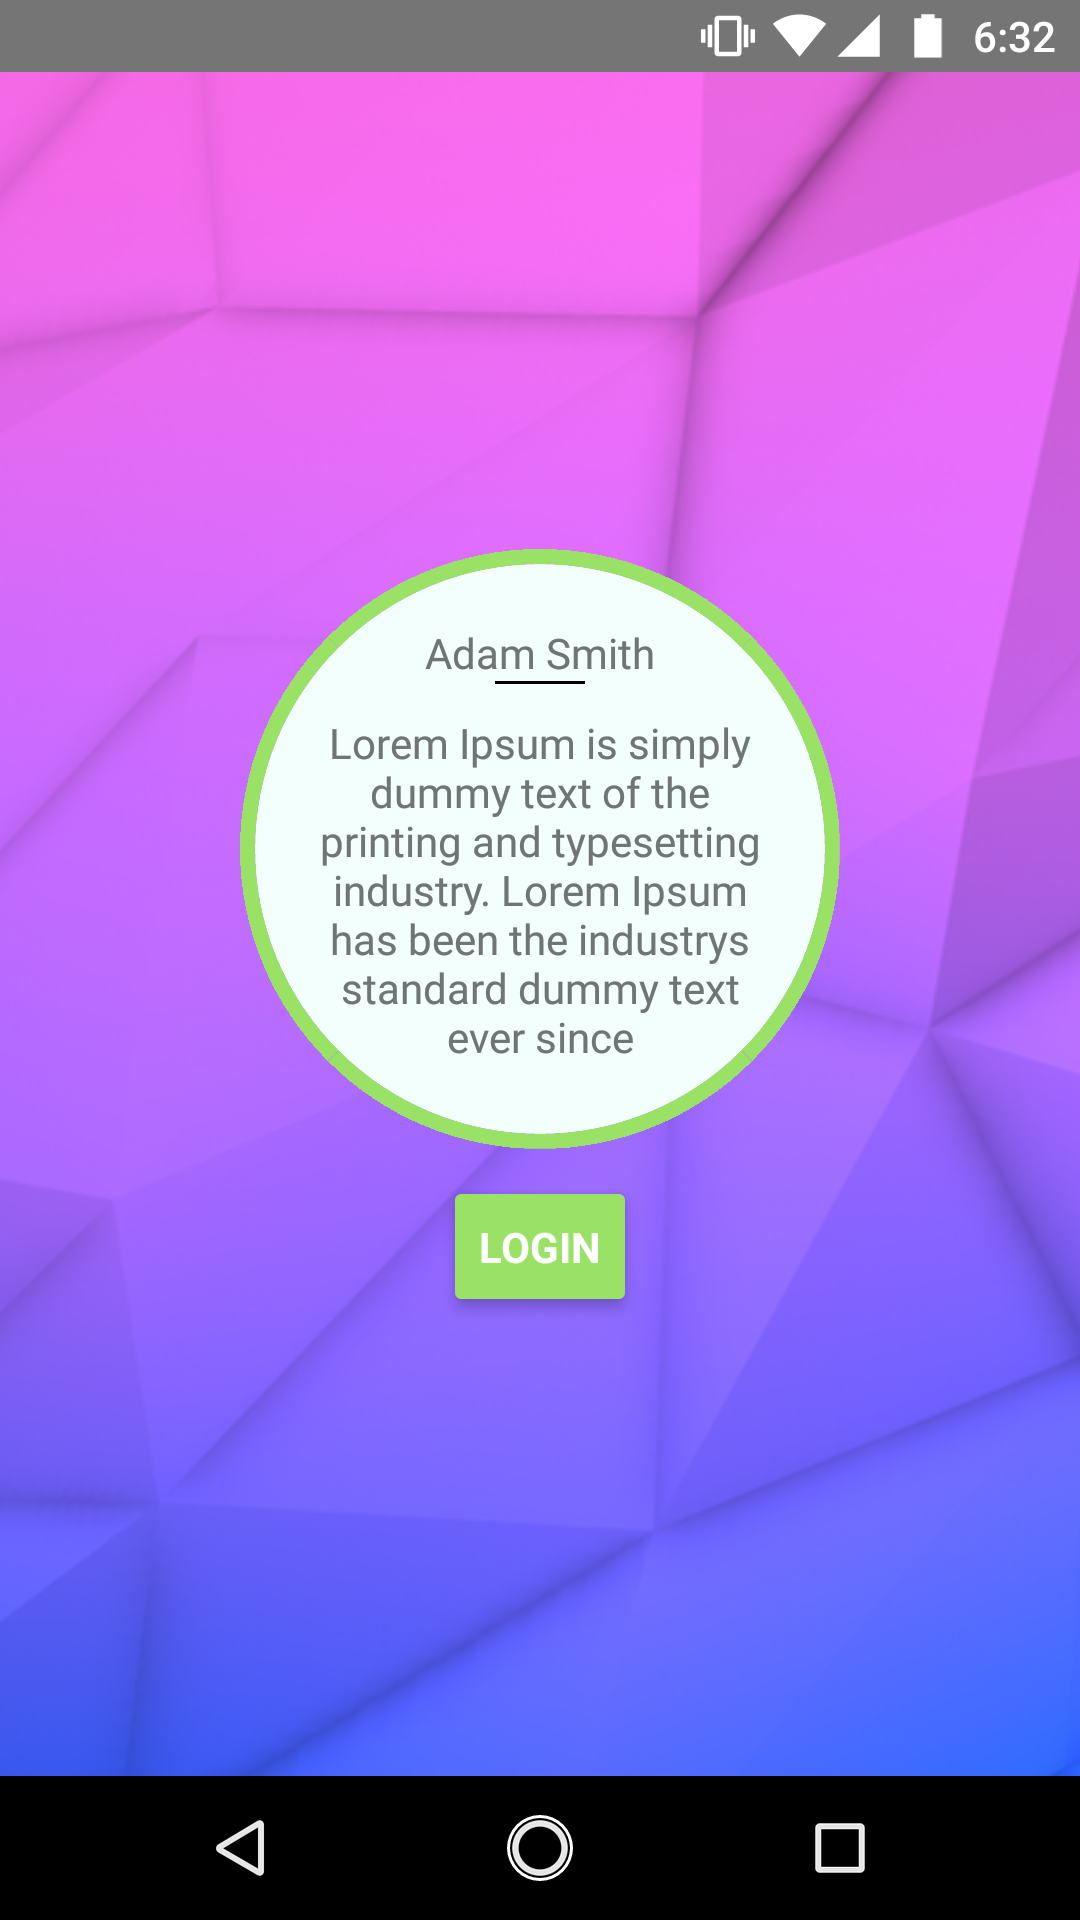 6:32
Adam Smith
Lorem Ipsum is simply
dummy text of the
printing and typesetting
industry. Lorem Ipsum
has been the industrys
standard dummy text
ever since
LOGIN